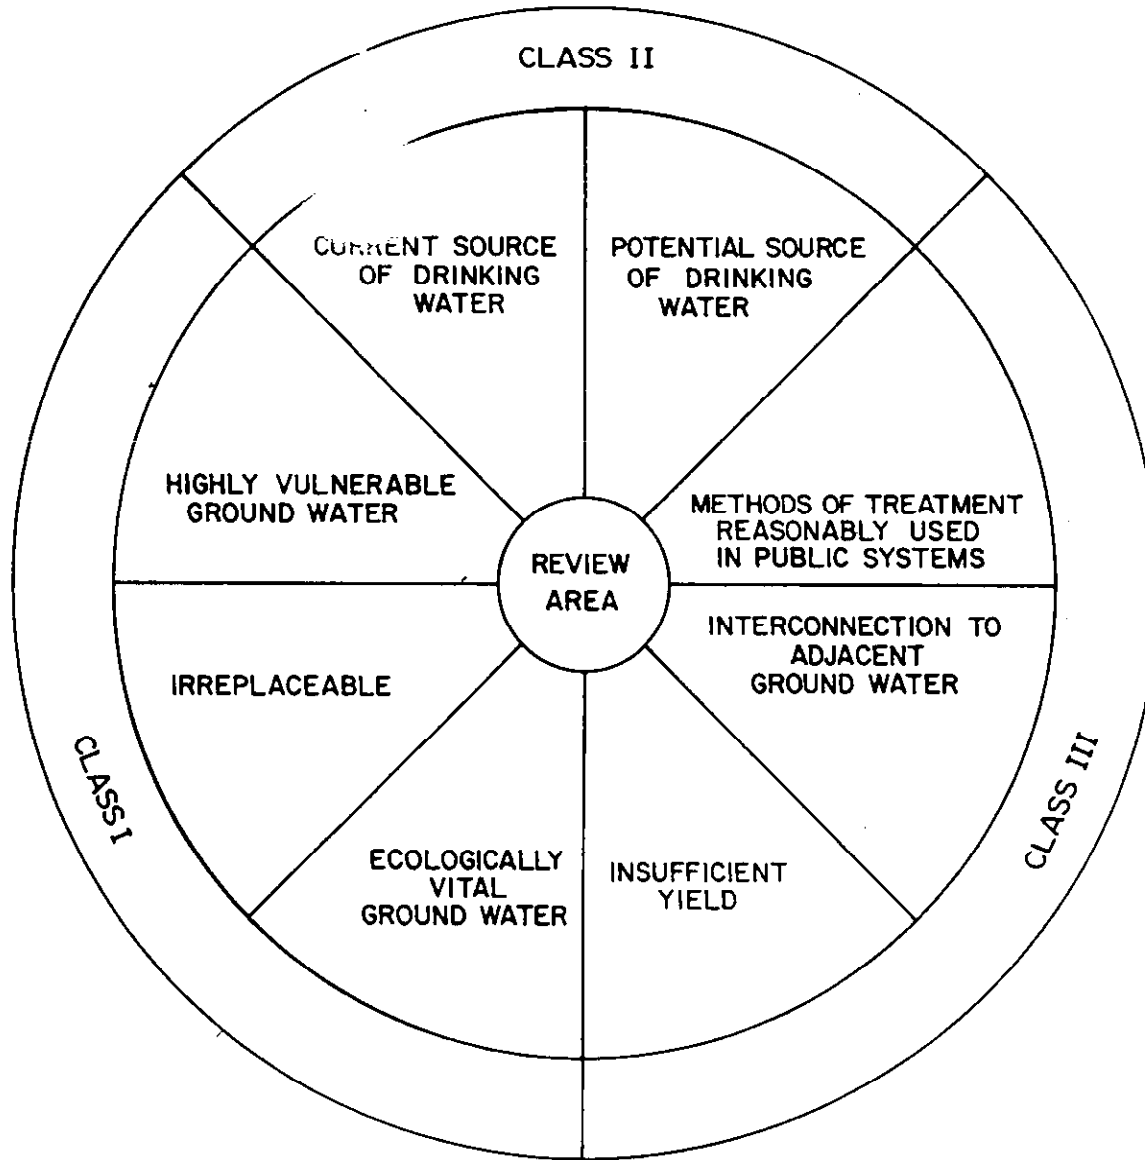 CLASS II
CURRENT SOURCE
OF DRINKING
WATER
POTENTIAL SOURCE
OF DRINKING
WATER
HIGHLY VULNERABLE
GROUND WATER
METHODS OF TREATMENT
REASONABLY USED
IN PUBLIC SYSTEMS
REVIEW
AREA
IRREPLACEABLE
INTERCONNECTION TO
ADJACENT
GROUND WATER
CLASS I
CLASS III
ECOLOGICALLY
VITAL
GROUND WATER
INSUFFICIENT
YIELD